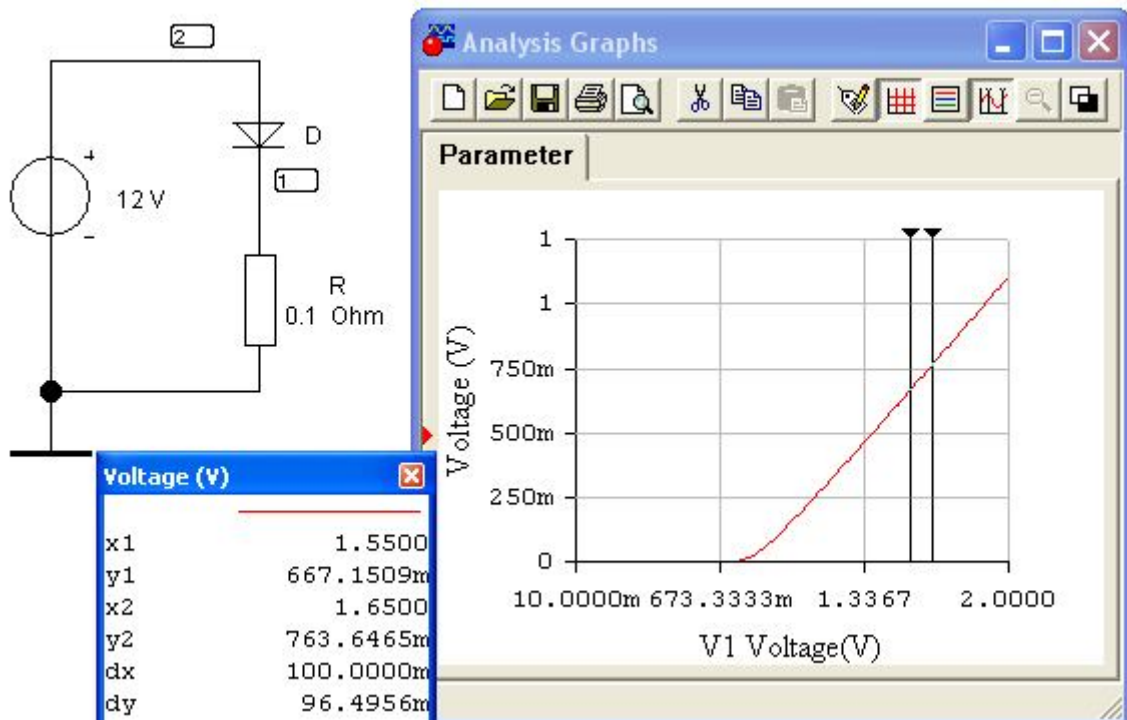 2
D
1
12 V
+
-
R
0.1 Ohm
Analysis Graphs
Parameter
Voltage (V)
1
1
750m
500m
250m
0
10.0000m 673.3333m 1.3367 2.0000
V1 Voltage(V)
Voltage (V)
x1 1.5500
y1 667.1509m
x2 1.6500
y2 763.6465m
dx 100.0000m
dy 96.4956m